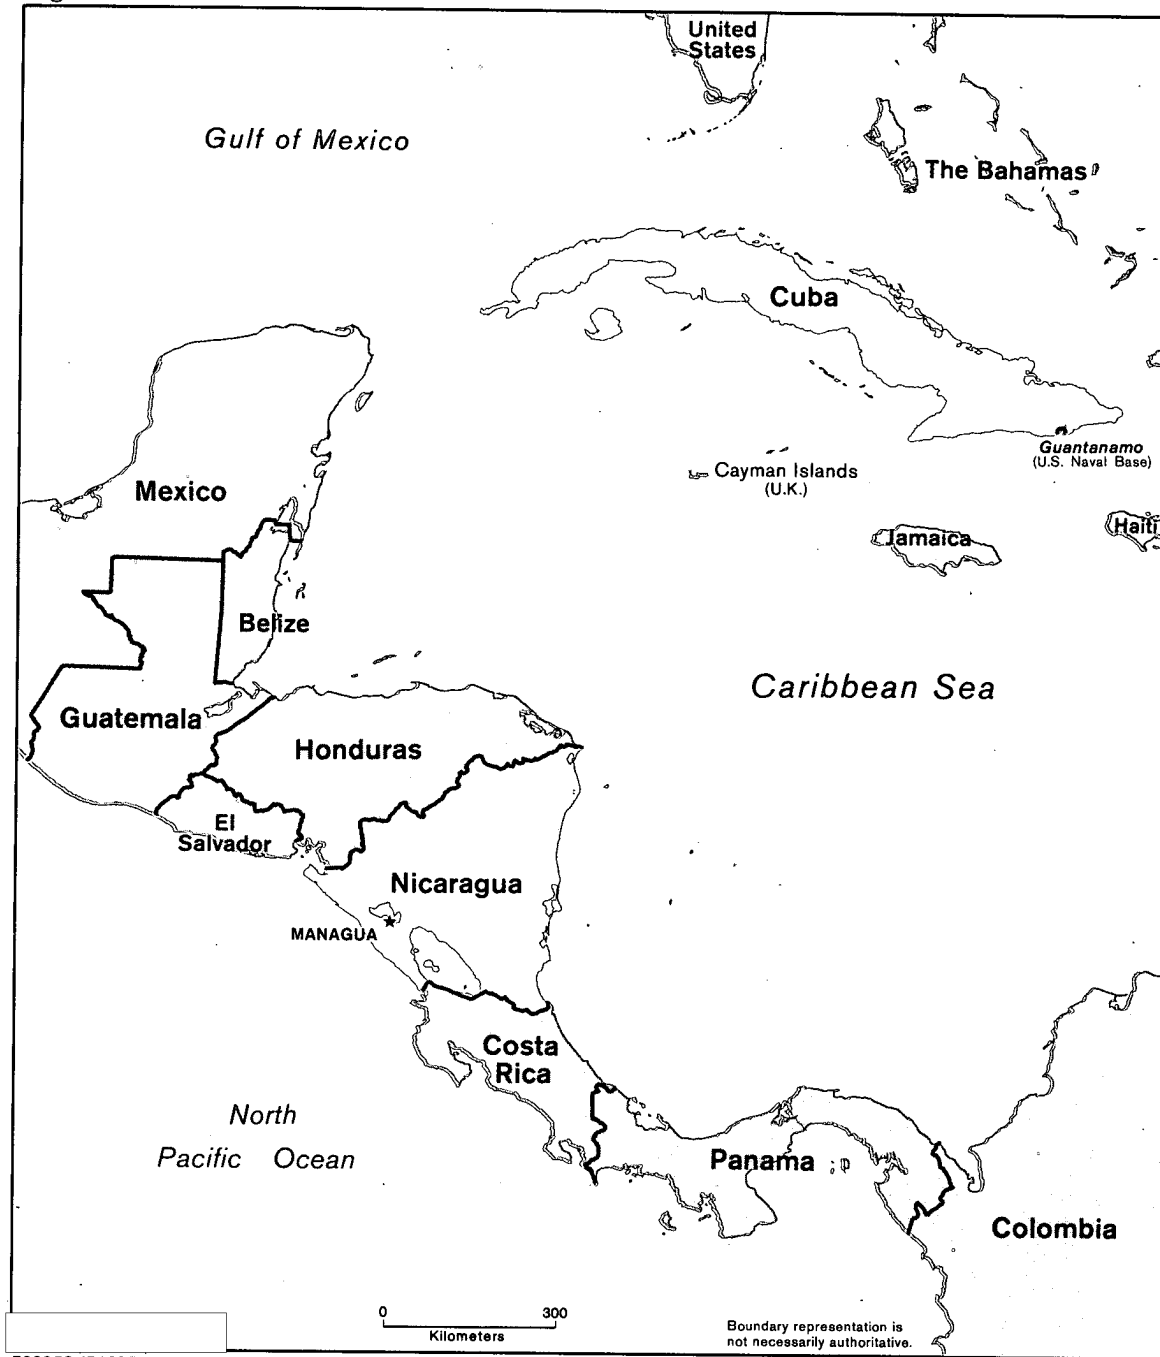 United
States
Gulf of Mexico
The Bahamas
Cuba
Guantanamo
(U.S. Naval Base)
Cayman Islands
(U.K.)
Mexico
Jamaica
Haiti
Belize
Caribbean Sea
Guatemala
Honduras
El
Salvador
Nicaragua
MANAGUA
Costa
Rica
North
Pacific Ocean
Panama
Colombia
0 300
Kilometers
Boundary representation is
not necessarily authoritative.